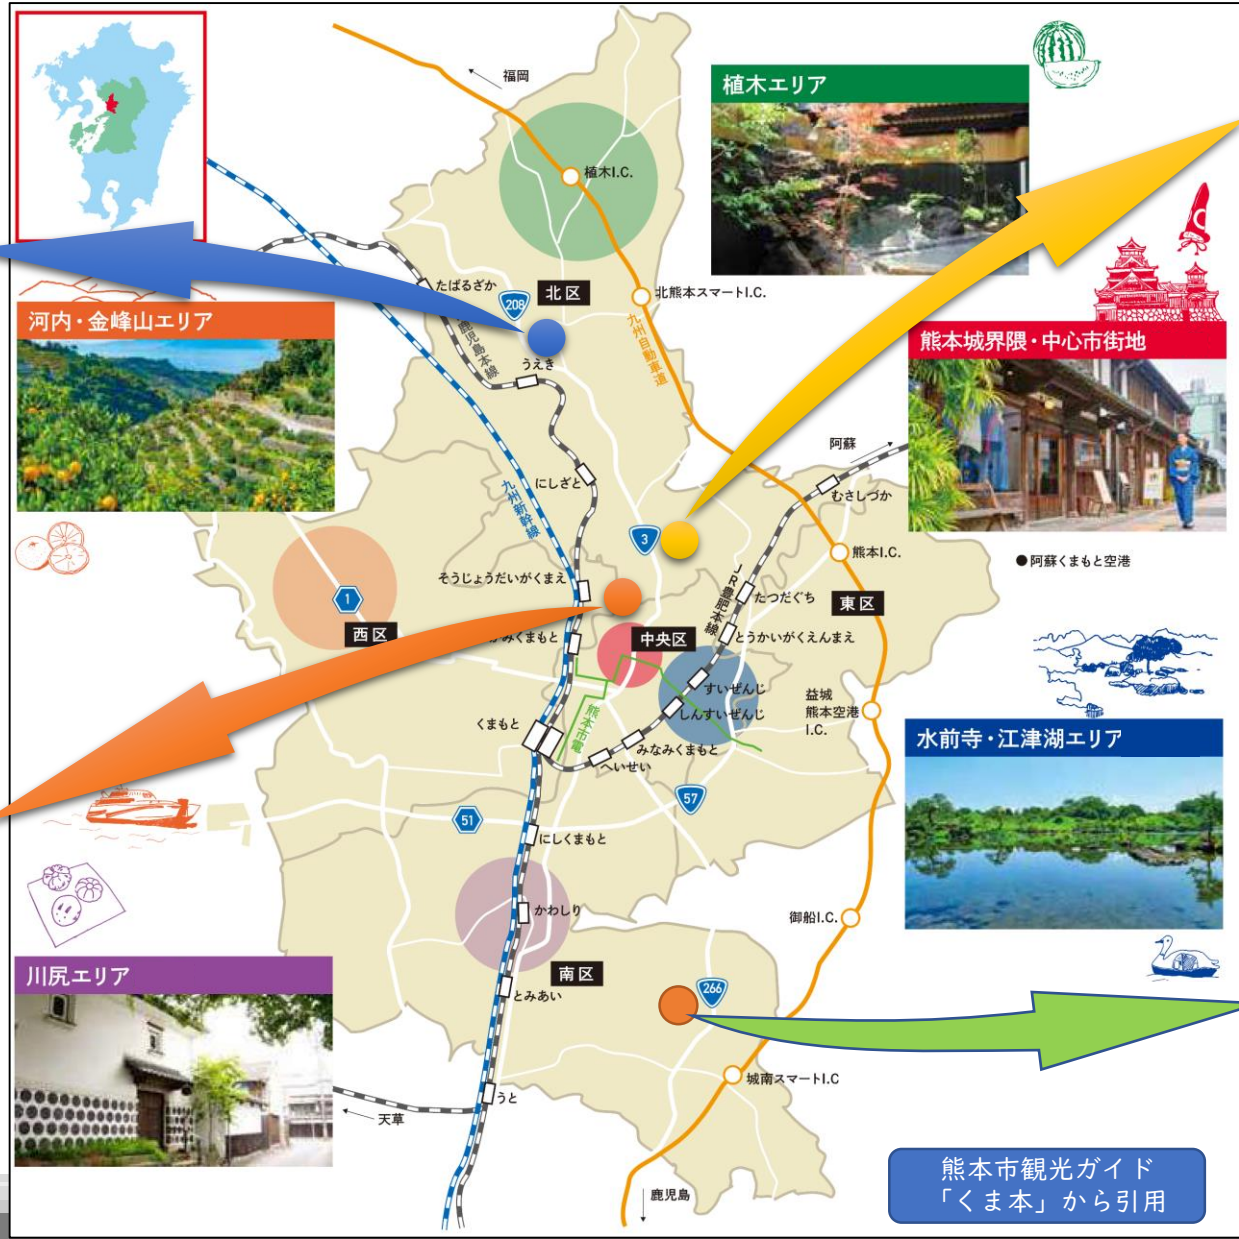 福岡
植木エリア
植木I.C.
たばるざか
208
北区
北熊本スマートI.C.
河内・金峰山エリア
鹿児島本線
九州自動車道
熊本城界隈・中心市街地
うえき
阿蘇
にしざと
九州新幹線
むさしづか
3
熊本I.C.
●阿蘇くまもと空港
そうじょうだいがくまえ
JR豊肥本線
たつだぐち
1
東区
西区
みくまもと
中央区
とうかいがくえんまえ
すいぜんじ
益城
熊本空港
I.C.
しんすいぜんじ
熊本市電
くまもと
みなみくまもと
へいせい
水前寺・江津湖エリア
57
51
にしくまもと
かわしり
御船I.C.
川尻エリア
南区
とみあい
266
城南スマートI.C
うと
天草
鹿児島
熊本市観光ガイド
「くま本」から引用